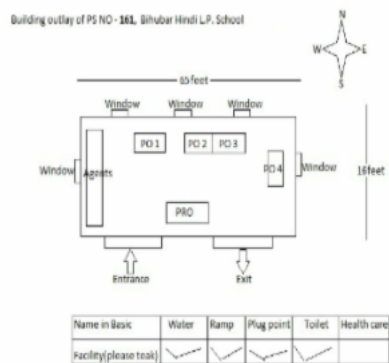 Building outlay of PS NO - 161, Bihubar Hindi L.P. School
N
W E
S
65 feet
Window Window Window
PO 1 PO 2 PO 3
Window Agents PO 4 Window
16 feet
PRO
Entrance Exit
Name in Basic Water Ramp Plug point Toilet Health care
Facility(please teak)